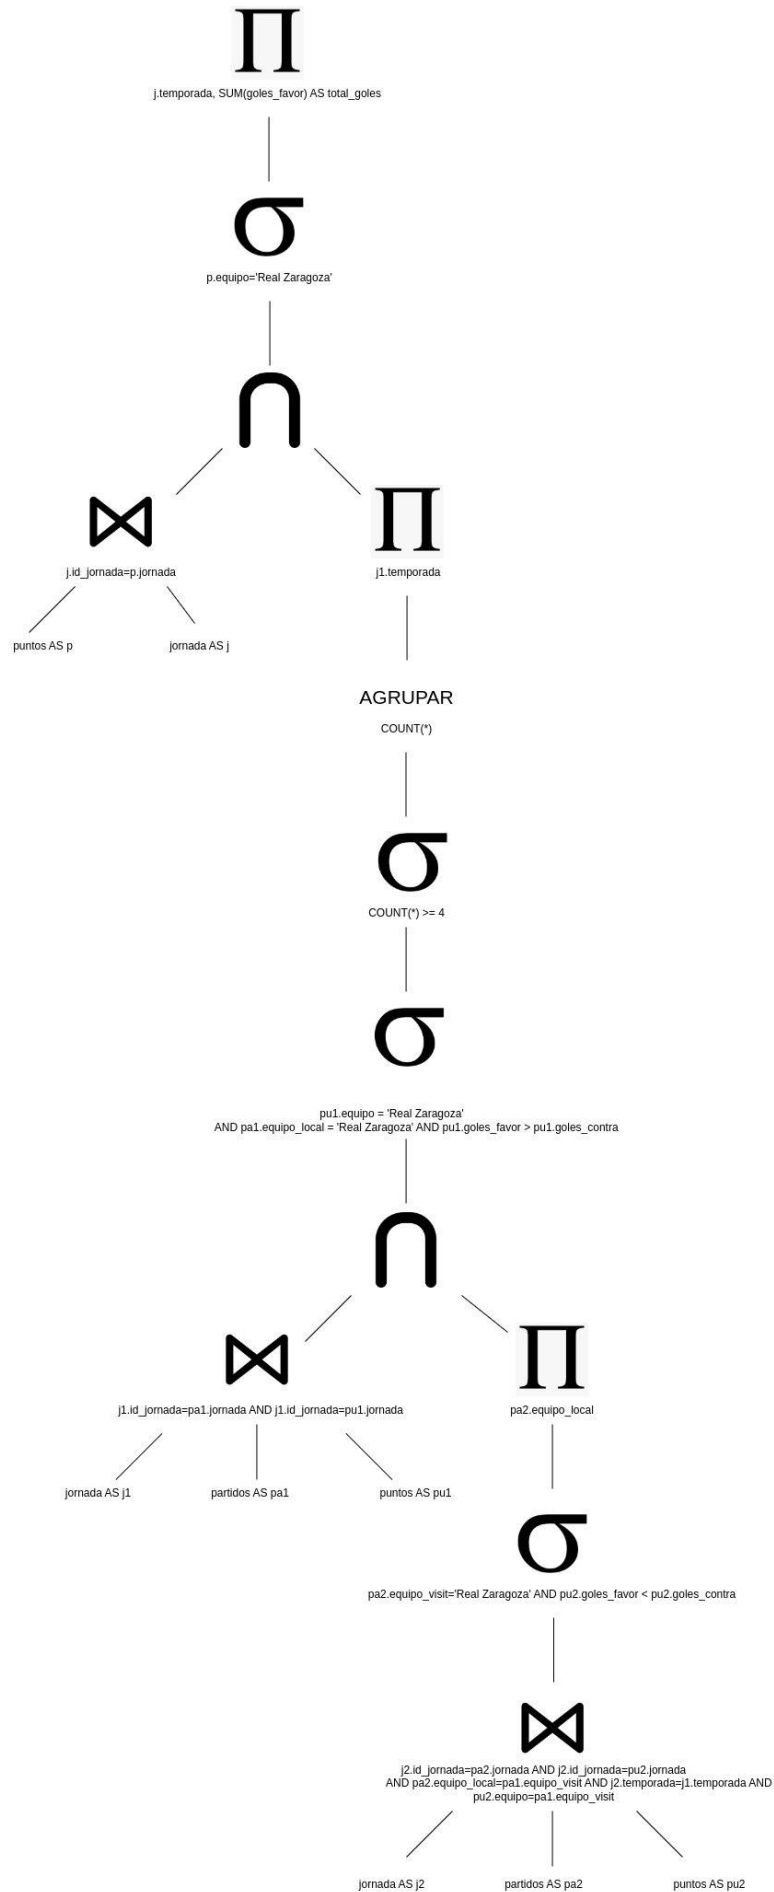 Π
j.temporada, SUM(goles_favor) AS total_goles
σ
p.equipo='Real Zaragoza'
∩
⋈
Π
j.id_jornada=p.jornada
j1.temporada
puntos AS p
jornada AS j
AGRUPAR
COUNT(*)
σ
COUNT(*) >= 4
σ
pu1.equipo = 'Real Zaragoza'
AND pa1.equipo_local = 'Real Zaragoza' AND pu1.goles_favor > pu1.goles_contra
∩
⋈
Π
j1.id_jornada=pa1.jornada AND j1.id_jornada=pu1.jornada
pa2.equipo_local
jornada AS j1
partidos AS pa1
puntos AS pu1
σ
pa2.equipo_visit='Real Zaragoza' AND pu2.goles_favor < pu2.goles_contra
⋈
j2.id_jornada=pa2.jornada AND j2.id_jornada=pu2.jornada
AND pa2.equipo_local=pa1.equipo_visit AND j2.temporada=j1.temporada AND
pu2.equipo=pa1.equipo_visit
jornada AS j2
partidos AS pa2
puntos AS pu2